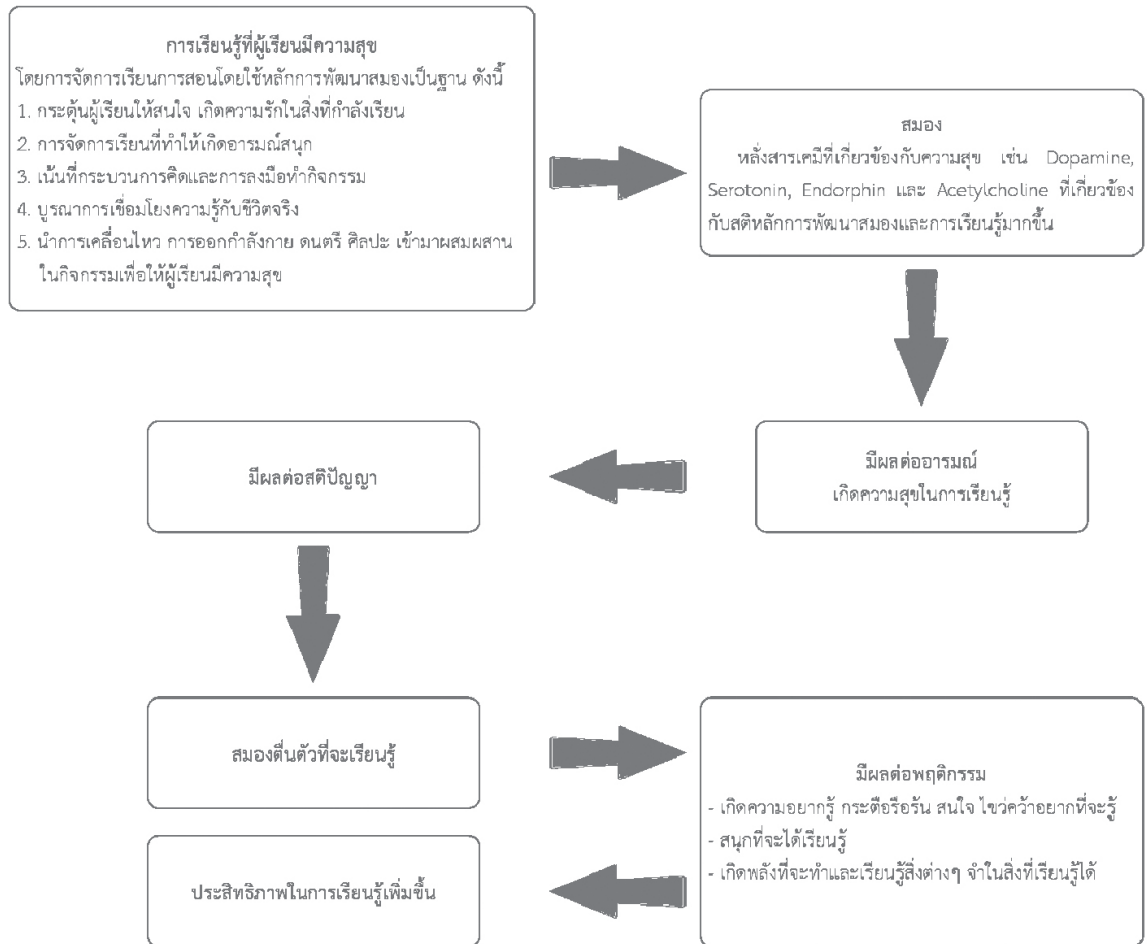 การเรียนรู้ที่ผู้เรียนมีความสุข
โดยการจัดการเรียนการสอนโดยใช้หลักการพัฒนาสมองเป็นฐาน ดังนี้
1. กระตุ้นผู้เรียนให้สนใจ เกิดความรักในสิ่งที่กำลังเรียน
2. การจัดการเรียนที่ทำให้เกิดอารมณ์สนุก
3. เน้นที่กระบวนการคิดและการลงมือทำกิจกรรม
4. บูรณาการเชื่อมโยงความรู้กับชีวิตจริง
5. นำการเคลื่อนไหว การออกกำลังกาย ดนตรี ศิลปะ เข้ามาผสมผสาน
ในกิจกรรมเพื่อให้ผู้เรียนมีความสุข
สมอง
หลั่งสารเคมีที่เกี่ยวข้องกับความสุข เช่น Dopamine,
Serotonin, Endorphin และ Acetylcholine ที่เกี่ยวข้อง
กับสติหลักการพัฒนาสมองและการเรียนรู้มากขึ้น
มีผลต่ออารมณ์
เกิดความสุขในการเรียนรู้
มีผลต่อสติปัญญา
สมองตื่นตัวที่จะเรียนรู้
มีผลต่อพฤติกรรม
- เกิดความอยากรู้ กระตือรือร้น สนใจ ไขว่คว้าอยากที่จะรู้
- สนุกที่จะได้เรียนรู้
- เกิดพลังที่จะทำและเรียนรู้สิ่งต่างๆ จำในสิ่งที่เรียนรู้ได้
ประสิทธิภาพในการเรียนรู้เพิ่มขึ้น